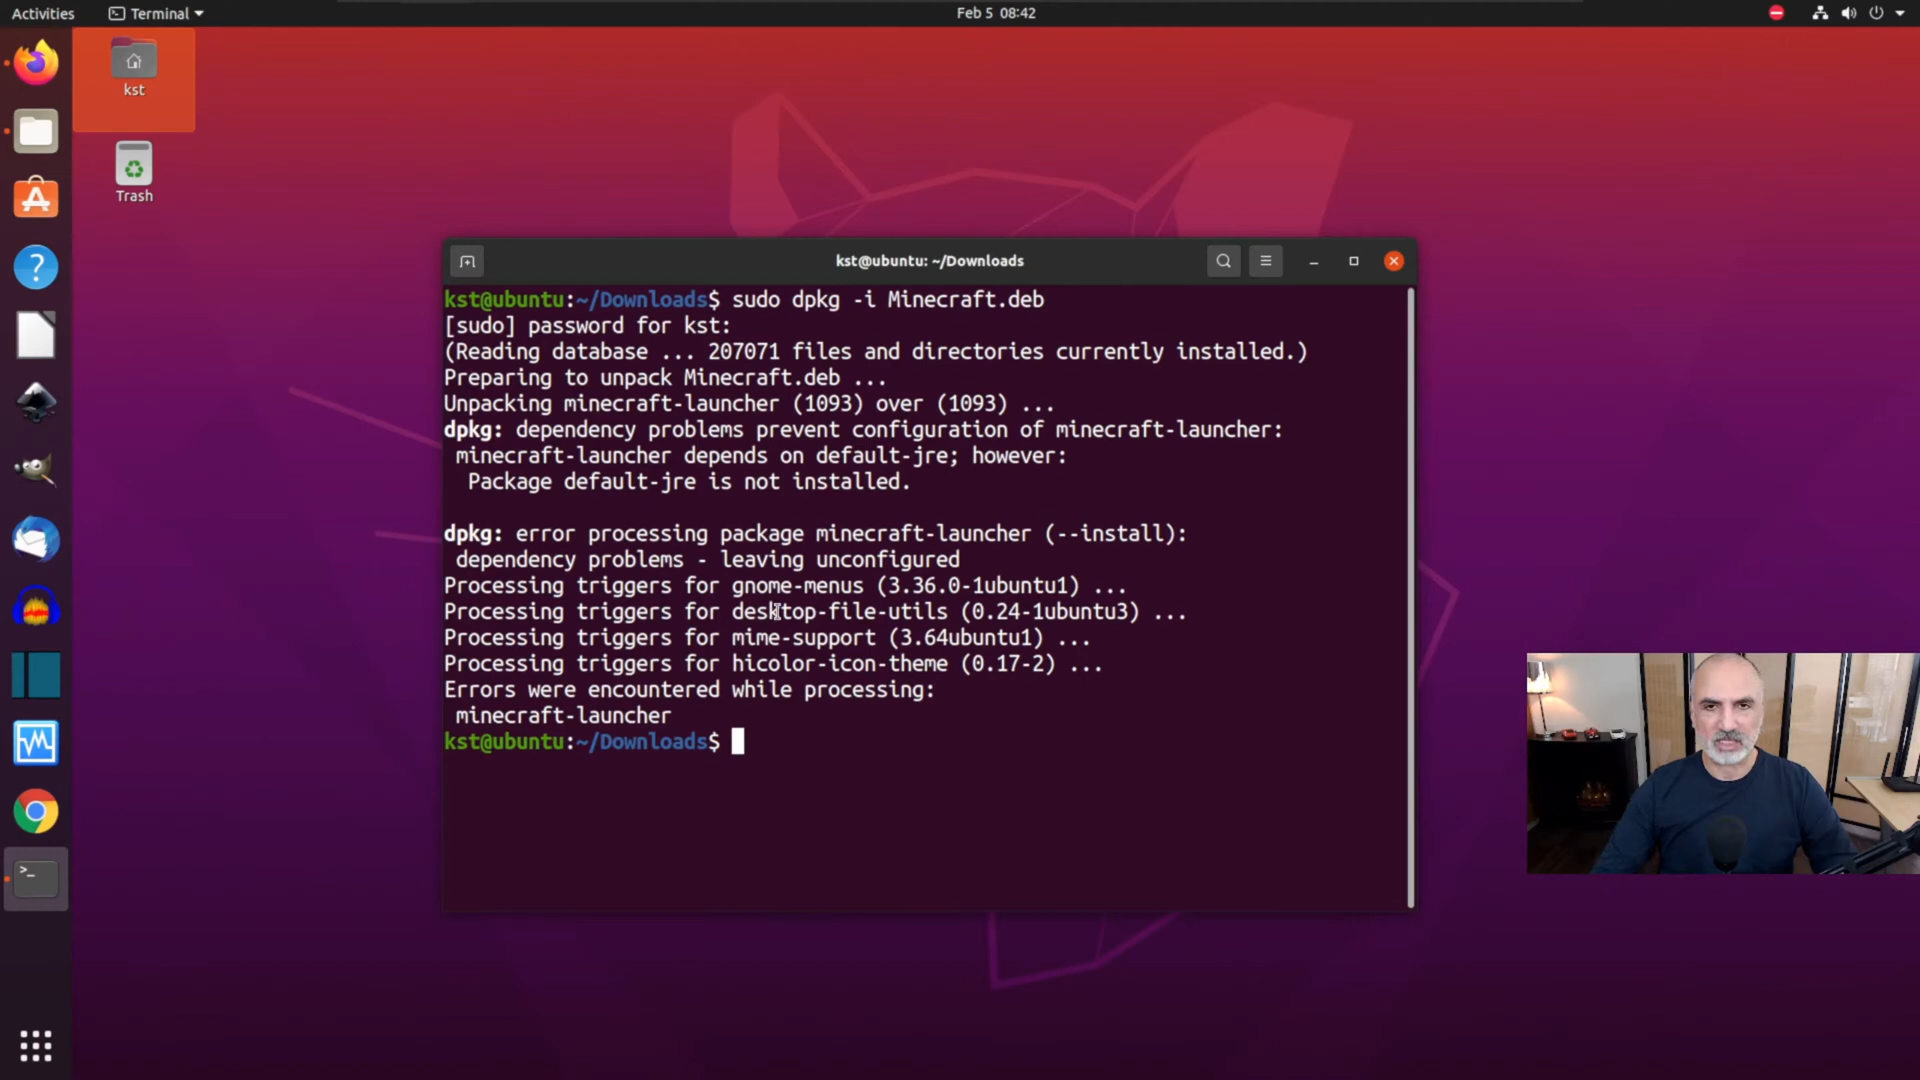 Activities
Terminal
Feb 5 08:42
kst
Trash
kst@ubuntu: ~/Downloads
kst@ubuntu:~/Downloads$ sudo dpkg -i Minecraft.deb
[sudo] password for kst:
(Reading database ... 207071 files and directories currently installed.)
Preparing to unpack Minecraft.deb ...
Unpacking minecraft-launcher (1093) over (1093) ...
dpkg: dependency problems prevent configuration of minecraft-launcher:
 minecraft-launcher depends on default-jre; however:
  Package default-jre is not installed.

dpkg: error processing package minecraft-launcher (--install):
 dependency problems - leaving unconfigured
Processing triggers for gnome-menus (3.36.0-1ubuntu1) ...
Processing triggers for desktop-file-utils (0.24-1ubuntu3) ...
Processing triggers for mime-support (3.64ubuntu1) ...
Processing triggers for hicolor-icon-theme (0.17-2) ...
Errors were encountered while processing:
 minecraft-launcher
kst@ubuntu:~/Downloads$